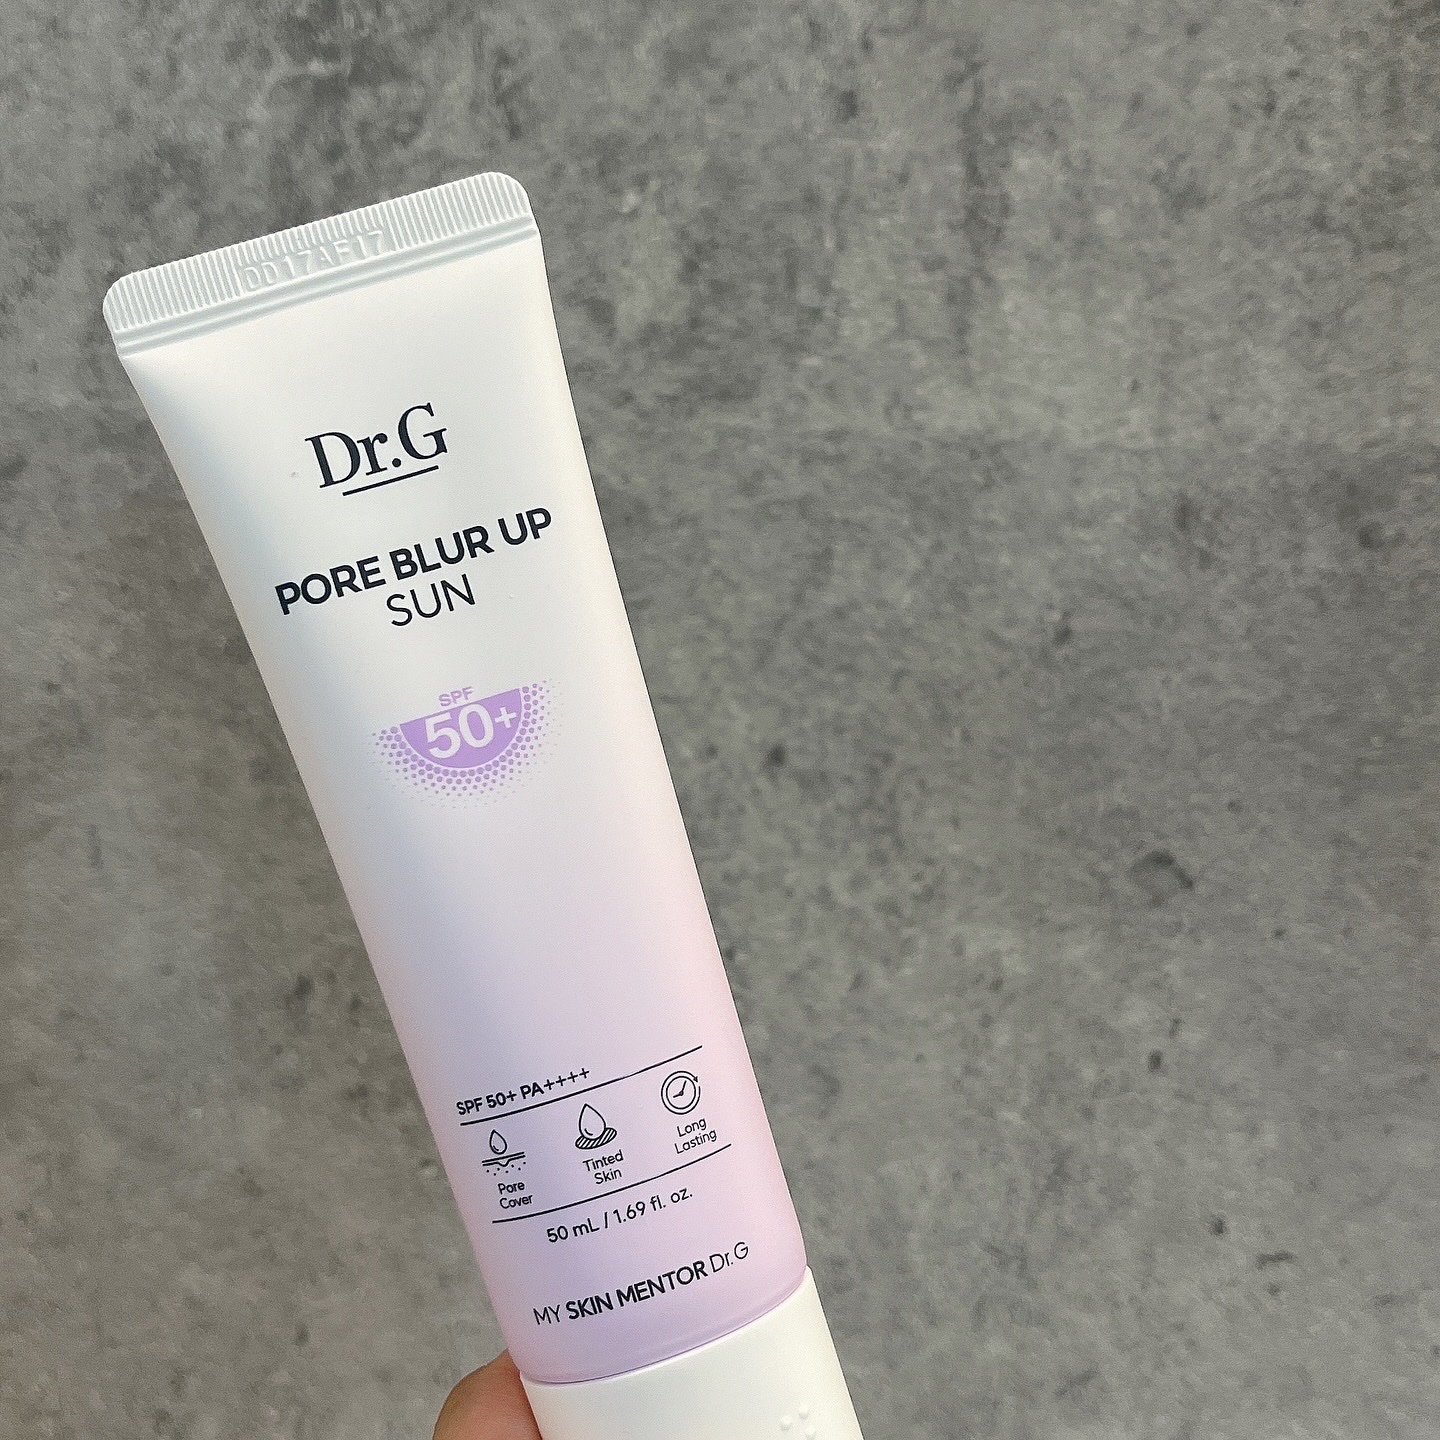 DD17AF17
Dr.G
PORE BLUR UP
SUN
SPF
50+
SPF 50+ PA++++
Pore
Cover
Tinted
Skin
Long
Lasting
50 mL / 1.69 fl. oz.
MY SKIN MENTOR Dr.G